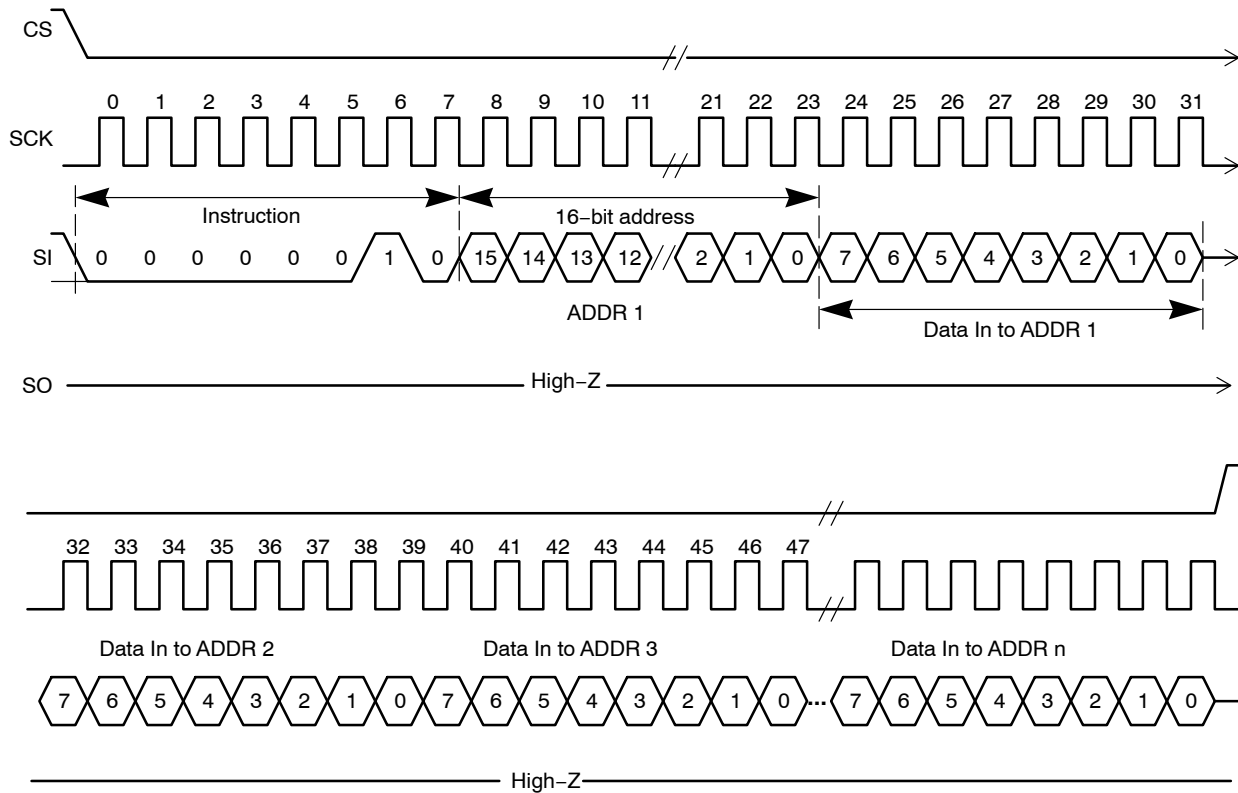 CS
0 1 2 3 4 5 6 7 8 9 10 11 21 22 23 24 25 26 27 28 29 30 31
SCK
Instruction 16−bit address
SI 0 0 0 0 0 0 1 0 15 14 13 12 2 1 0 7 6 5 4 3 2 1 0
ADDR 1 Data In to ADDR 1
SO High−Z
32 33 34 35 36 37 38 39 40 41 42 43 44 45 46 47
Data In to ADDR 2 Data In to ADDR 3 Data In to ADDR n
7 6 5 4 3 2 1 0 7 6 5 4 3 2 1 0 ... 7 6 5 4 3 2 1 0
High−Z